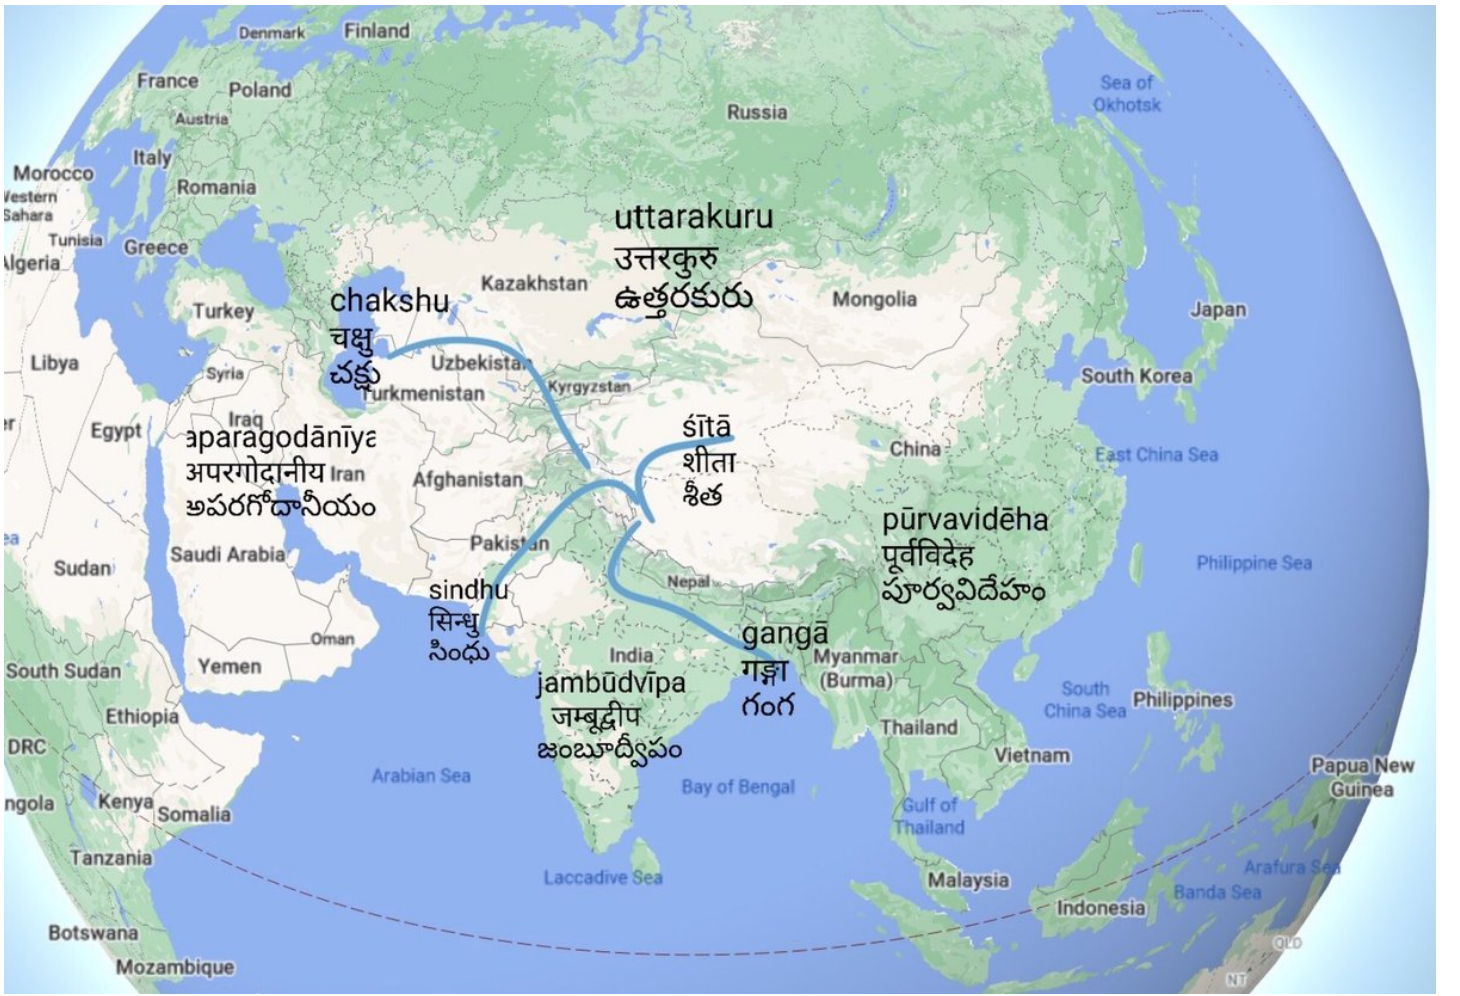 Denmark
Finland
France
Poland
Russia
Sea of
Okhotsk
Austria
Italy
Morocco
Romania
Western
Sahara
Tunisia
Greece
Algeria
uttarakuru
उत्तरकुरु
ఉత్తరకురు
Kazakhstan
Mongolia
Turkey
chakshu
चक्षु
చక్షు
Japan
Libya
Syria
Uzbekistan
Turkmenistan
Kyrgyzstan
South Korea
Iraq
Egypt
aparagodānīya
अपरगोदानीय
అపరగోదానీయం
Iran
Afghanistan
śītā
शीता
శీత
China
East China Sea
Pakistan
Saudi Arabia
Sudan
pūrvavidēha
पूर्वविदेह
పూర్వవిదేహం
Philippine Sea
Nepal
sindhu
सिन्धु
సింధు
Oman
Yemen
South Sudan
India
gangā
गङ्गा
గంగ
Myanmar
(Burma)
jambūdvīpa
जम्बूद्वीप
జంబూద్వీపం
Ethiopia
South
China Sea
Philippines
Thailand
Vietnam
DRC
Arabian Sea
Bay of Bengal
Papua New
Guinea
ngola
Kenya
Somalia
Gulf of
Thailand
Tanzania
Laccadive Sea
Malaysia
Arafura Sea
Banda Sea
Indonesia
Botswana
Mozambique
QLD
NT